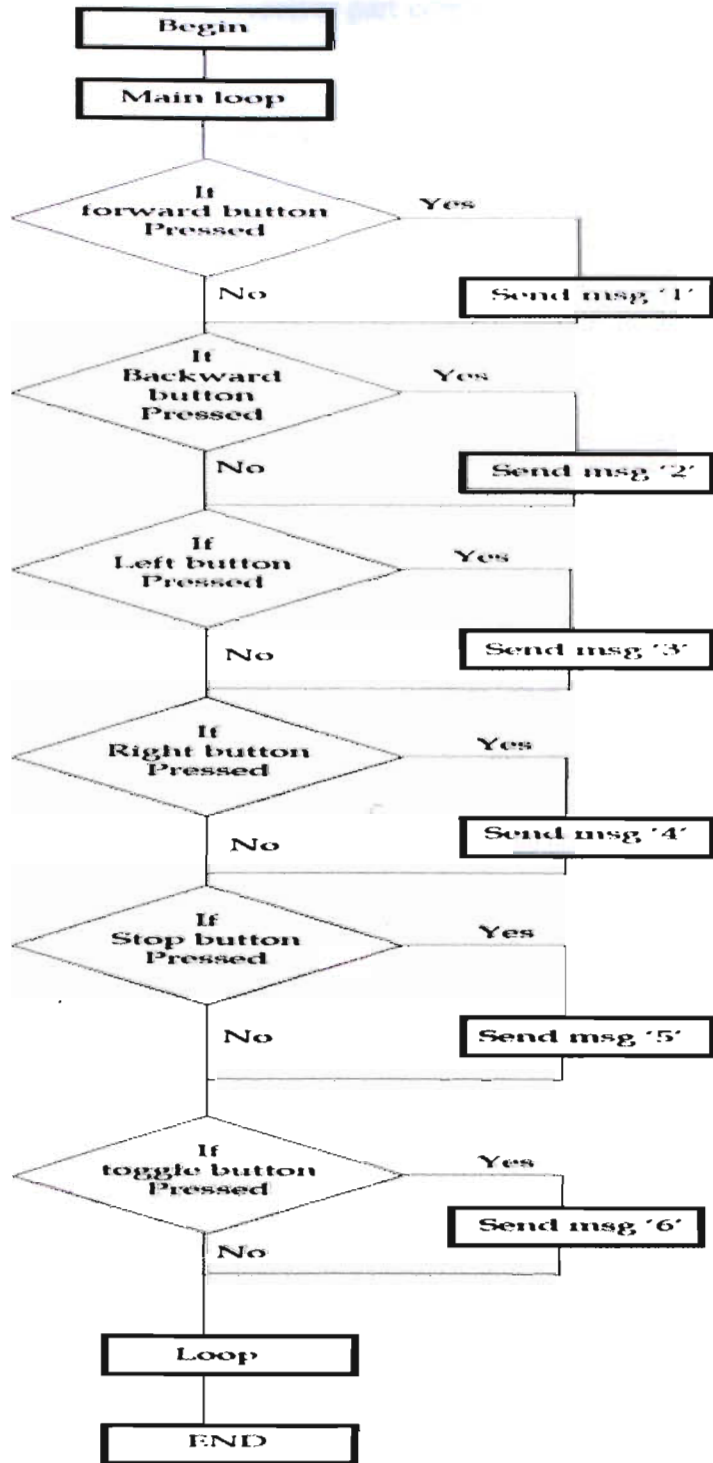 Begin
Main loop
If
forward button
Pressed
Yes
No
Send msg '1'
If
Backward
button
Pressed
Yes
No
Send msg '2'
If
Left button
Pressed
Yes
No
Send msg '3'
If
Right button
Pressed
Yes
No
Send msg '4'
If
Stop button
Pressed
Yes
No
Send msg '5'
If
toggle button
Pressed
Yes
No
Send msg '6'
Loop
END